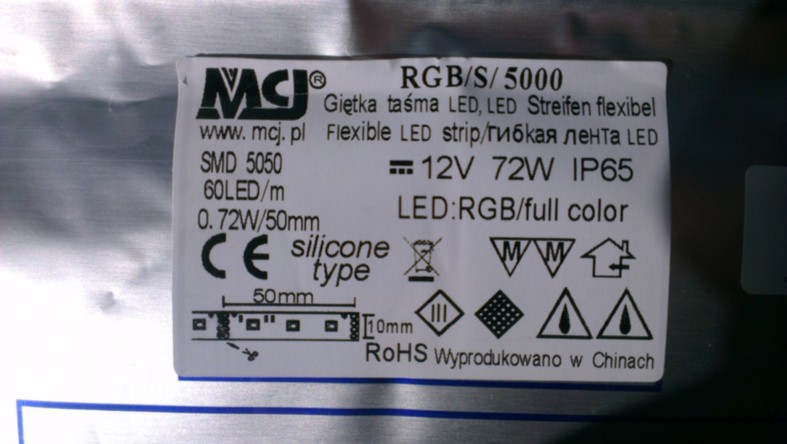 MCJ® RGB/S/ 5000
Giętka taśma LED, LED Streifen flexibel
www. mcj. pl Flexible LED strip/гибкая лента LED
SMD 5050 12V 72W IP65
60LED/m
0.72W/50mm LED:RGB/full color
CE silicone type M M
50mm
10mm III
RoHS Wyprodukowano w Chinach